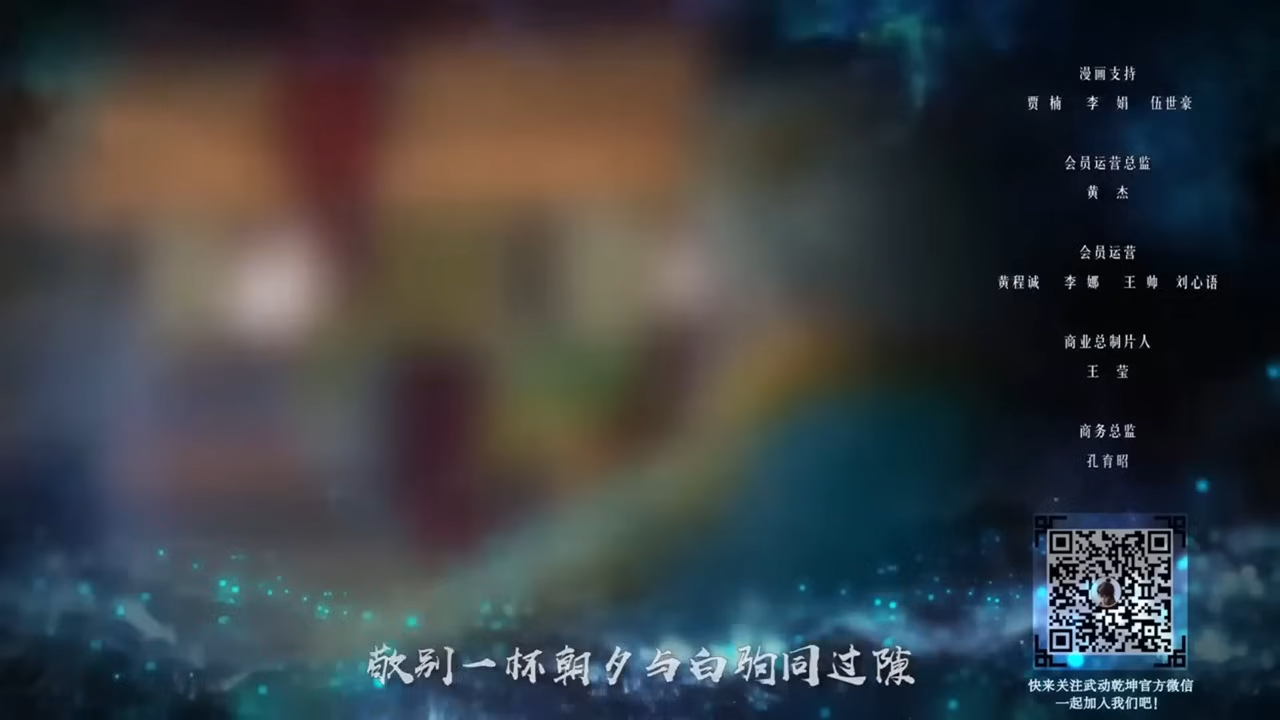 漫画支持
贾楠 李娟 伍世豪
会员运营总监
黄杰
会员运营
黄程诚 李娜 王帅 刘心语
商业总制片人
王莹
商务总监
孔育昭
敬别一杯朝夕与白驹同过隙
快来关注武动乾坤官方微信
一起加入我们吧!